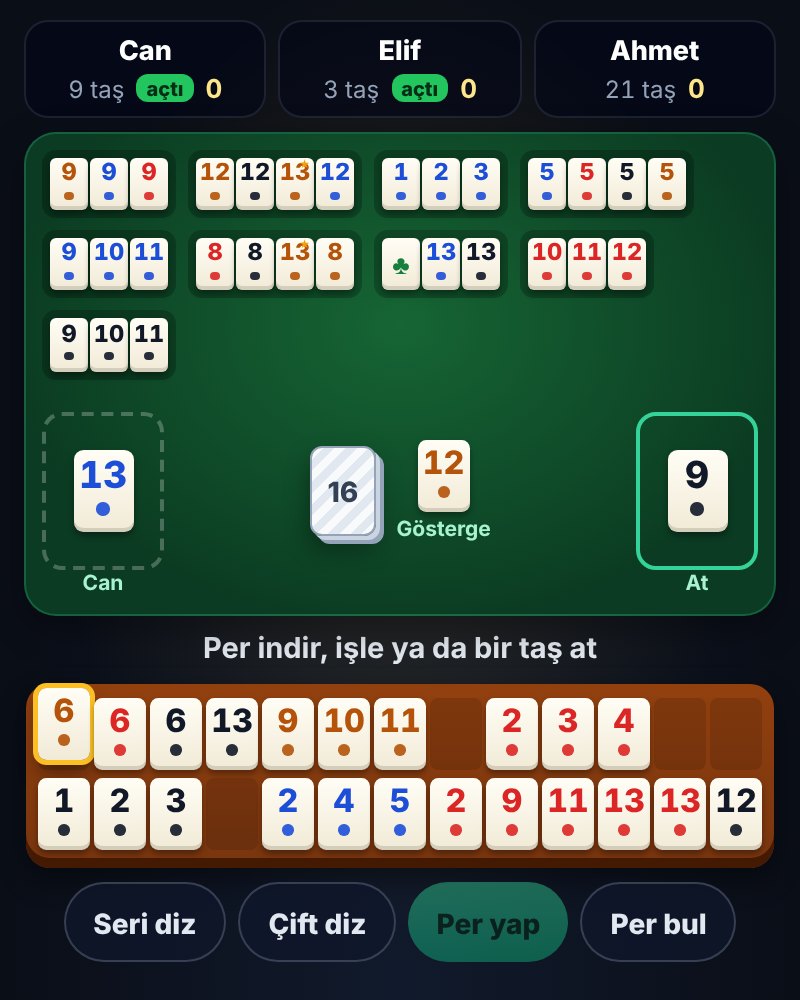 Can Elif Ahmet
9 taş açtı 0 3 taş açtı 0 21 taş 0
9 9 9 12 12 13 12 1 2 3 5 5 5 5
9 10 11 8 8 13 8 ♣ 13 13 10 11 12
9 10 11
13 16 12 9
Gösterge
Can At
Per indir, işle ya da bir taş at
6 6 6 13 9 10 11 2 3 4
1 2 3 2 4 5 2 9 11 13 13 12
Seri diz Çift diz Per yap Per bul